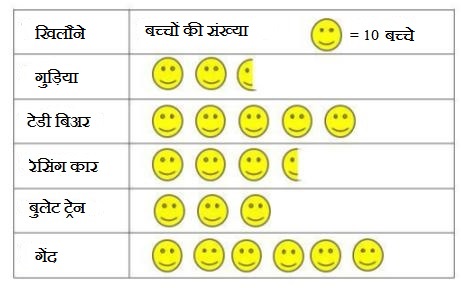 खिलौने बच्चों की संख्या = 10 बच्चे
गुड़िया
टेडी बिअर
रेसिंग कार
बुलेट ट्रेन
गेंद